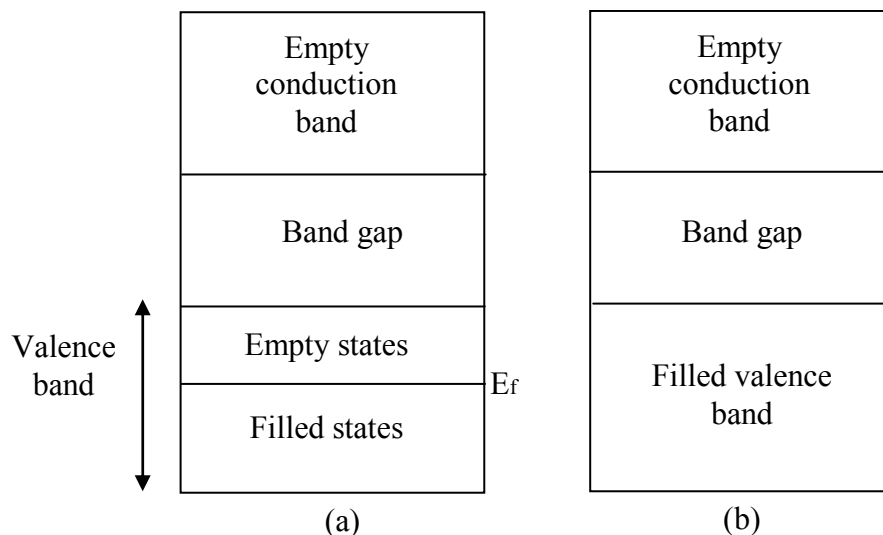 Empty
conduction
band
Band gap
Valence
band
Empty states
Ef
Filled states
(a)
Empty
conduction
band
Band gap
Filled valence
band
(b)